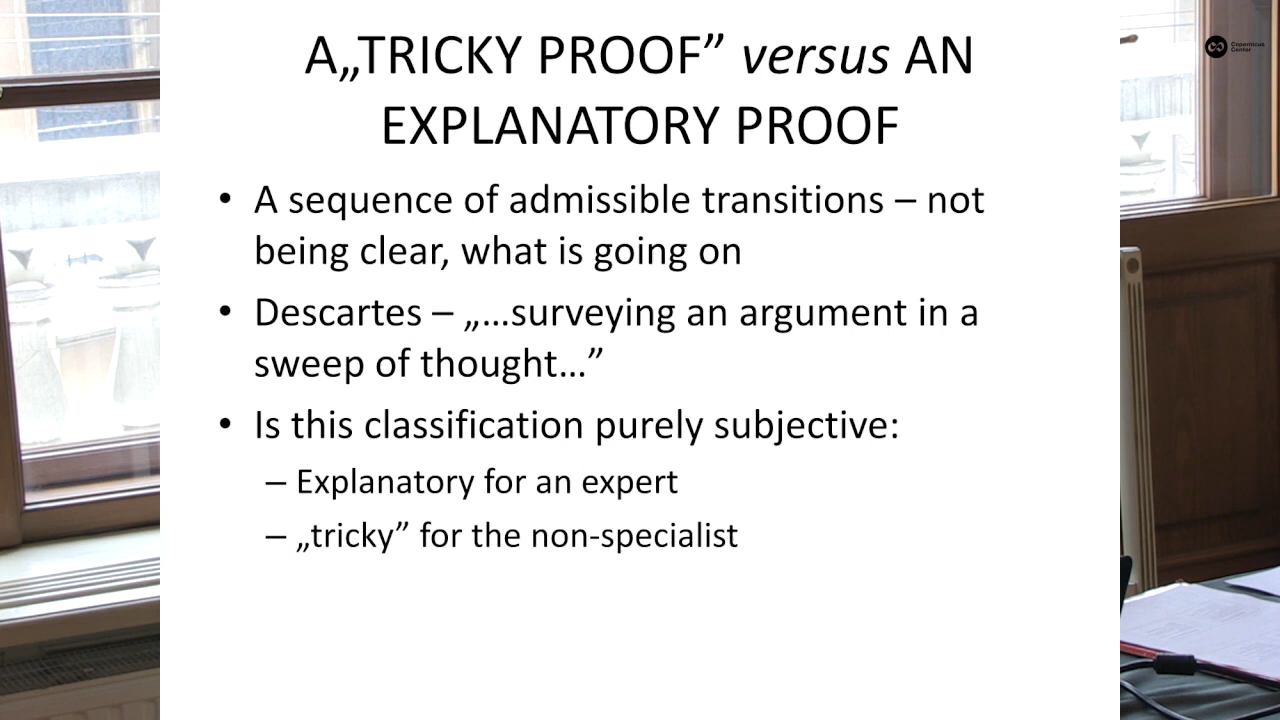 A„TRICKY PROOF” versus AN
EXPLANATORY PROOF
• A sequence of admissible transitions – not
being clear, what is going on
• Descartes – „...surveying an argument in a
sweep of thought...”
• Is this classification purely subjective:
– Explanatory for an expert
– „tricky” for the non-specialist
Copernicus
Center